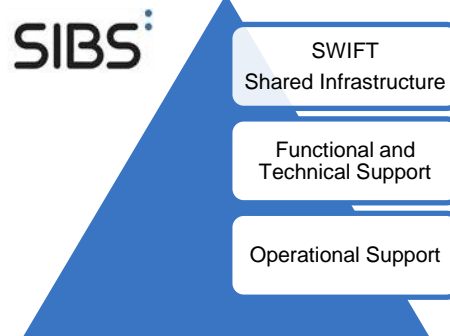 SIBS
SWIFT
Shared Infrastructure
Functional and
Technical Support
Operational Support